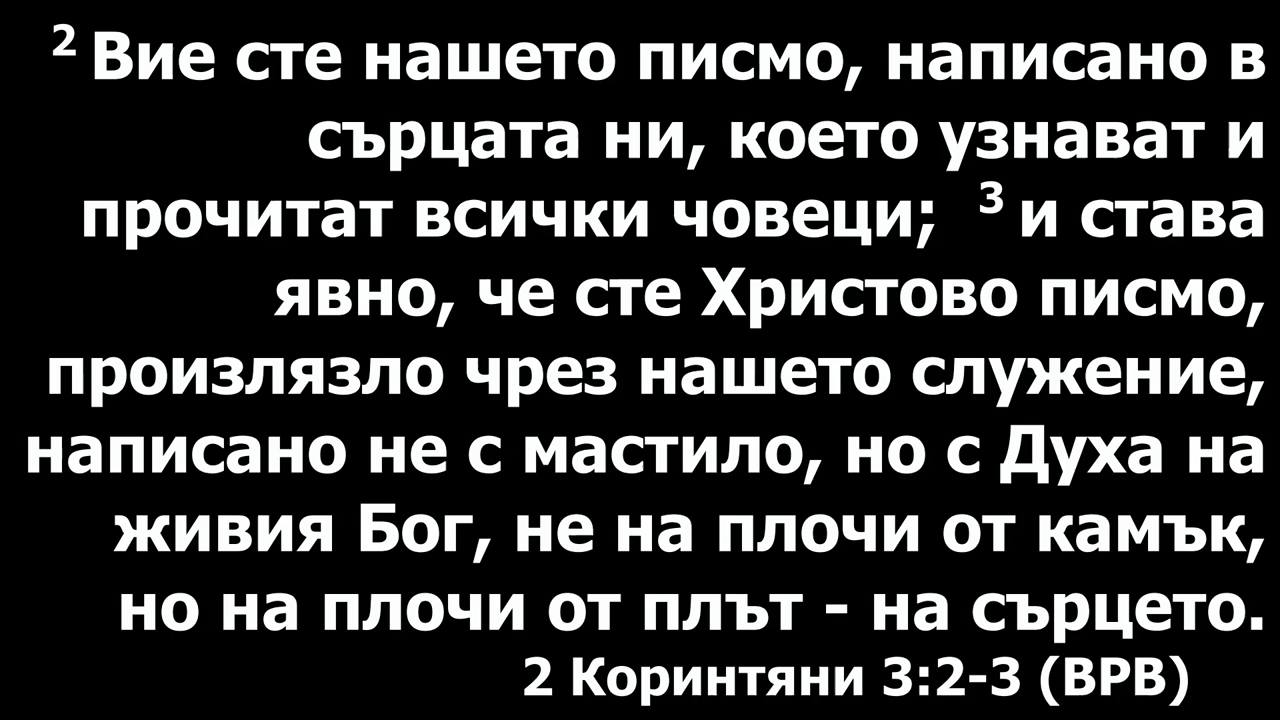 2 Вие сте нашето писмо, написано в
сърцата ни, което узнават и
прочитат всички човеци; 3 и става
явно, че сте Христово писмо,
произлязло чрез нашето служение,
написано не с мастило, но с Духа на
живия Бог, не на плочи от камък,
но на плочи от плът - на сърцето.
2 Коринтяни 3:2-3 (ВРВ)